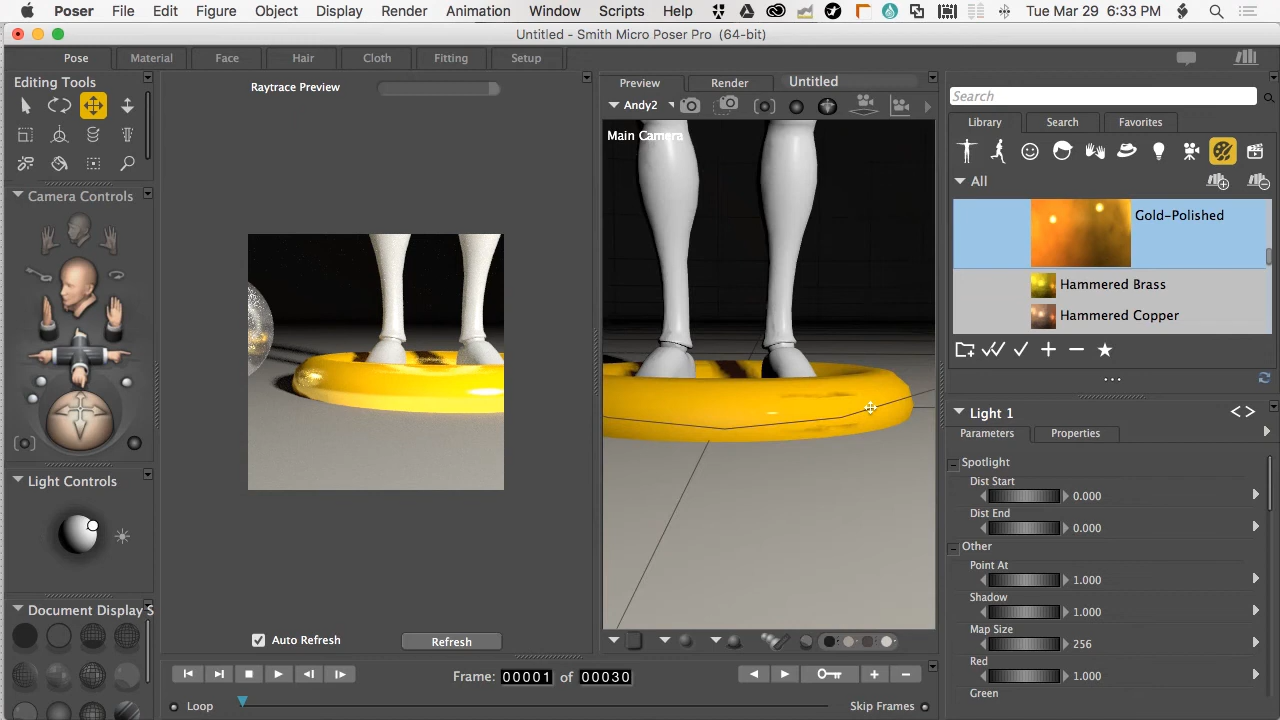 Poser File Edit Figure Object Display Render Animation Window Scripts Help Tue Mar 29 6:33 PM
Untitled - Smith Micro Poser Pro (64-bit)
Pose Material Face Hair Cloth Fitting Setup
Editing Tools
Camera Controls
Light Controls
Document Display S
Raytrace Preview
Auto Refresh Refresh
Preview Render Untitled
Andy2
Main Camera
Search
Library Search Favorites
All
Gold-Polished
Hammered Brass
Hammered Copper
Light 1
Parameters Properties
Spotlight
Dist Start
0.000
Dist End
0.000
Other
Point At
1.000
Shadow
1.000
Map Size
256
Red
1.000
Green
Frame: 00001 of 00030
Loop Skip Frames